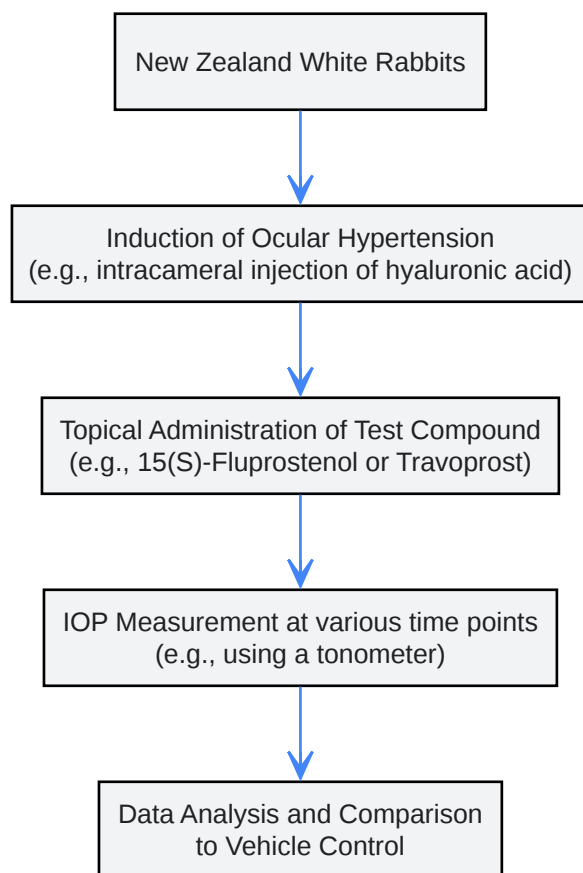 New Zealand White Rabbits
Induction of Ocular Hypertension
(e.g., intracameral injection of hyaluronic acid)
Topical Administration of Test Compound
(e.g., 15(S)-Fluprostenol or Travoprost)
IOP Measurement at various time points
(e.g., using a tonometer)
Data Analysis and Comparison
to Vehicle Control